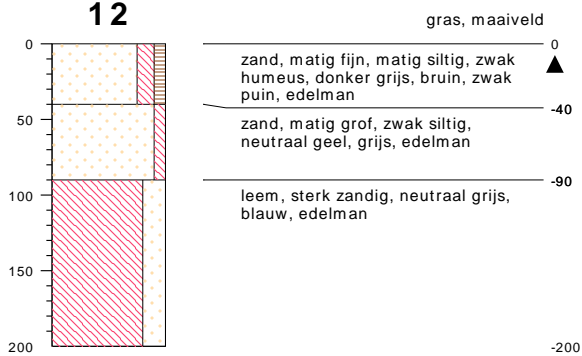 12
gras, maaiveld
0
0
zand, matig fijn, matig siltig, zwak
humeus, donker grijs, bruin, zwak
puin, edelman
-40
50
zand, matig grof, zwak siltig,
neutraal geel, grijs, edelman
-90
100
leem, sterk zandig, neutraal grijs,
blauw, edelman
150
200
-200